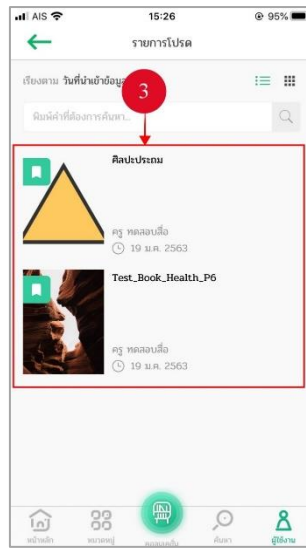 AIS 15:26 95%
รายการโปรด
เรียงตาม วันที่นำเข้าข้อมูล
3
พิมพ์คำที่ต้องการค้นหา...
ศิลปะประถม
ครู ทดสอบสื่อ
19 ม.ค. 2563
Test_Book_Health_P6
ครู ทดสอบสื่อ
19 ม.ค. 2563
หน้าหลัก หมวดหมู่ ค้นหา ผู้ใช้งาน